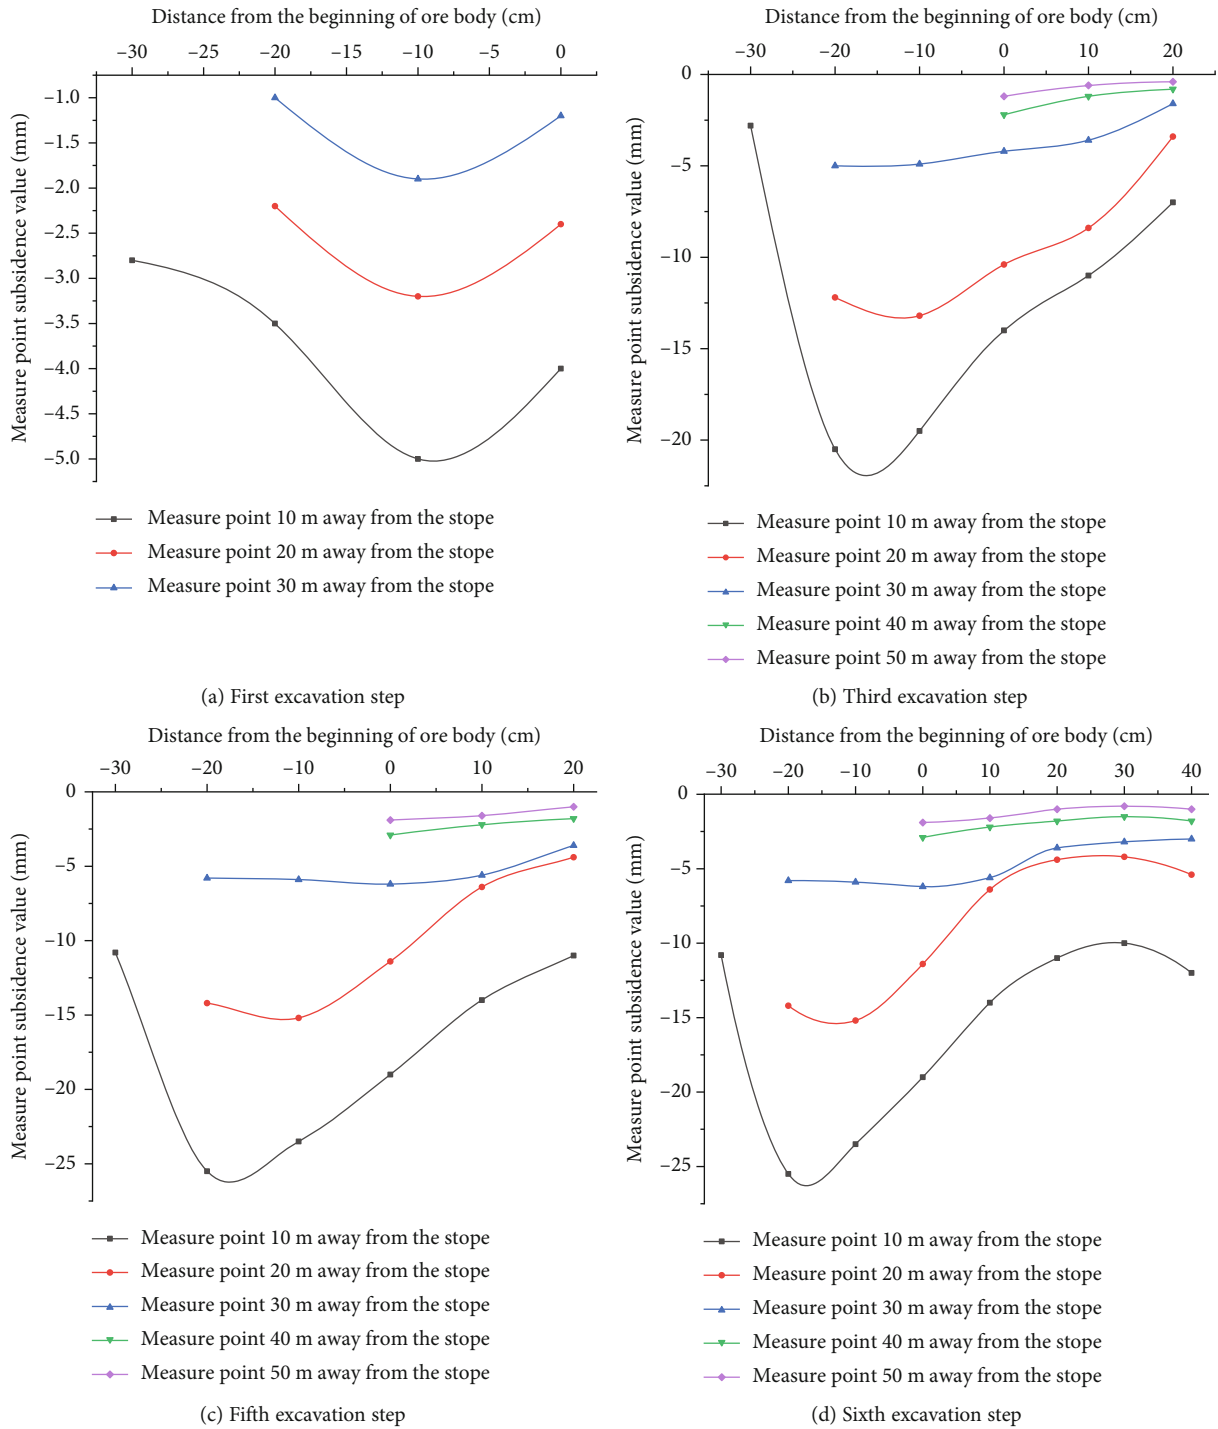 Distance from the beginning of ore body (cm)
−30 −20 −15 −10 −5 0
−1.0
−1.5
−2.0
−2.5
−3.0
−3.5
−4.0
−4.5
−5.0
Measure point subsidence value (mm)
Measure point 10 m away from the stope
Measure point 20 m away from the stope
Measure point 30 m away from the stope
(a) First excavation step
Distance from the beginning of ore body (cm)
−30 −20 −10 0 10 20
0
−5
−10
−15
−20
Measure point subsidence value (mm)
Measure point 10 m away from the stope
Measure point 20 m away from the stope
Measure point 30 m away from the stope
Measure point 40 m away from the stope
Measure point 50 m away from the stope
(b) Third excavation step
Distance from the beginning of ore body (cm)
−30 −20 −10 0 10 20
0
−5
−10
−15
−20
−25
Measure point subsidence value (mm)
Measure point 10 m away from the stope
Measure point 20 m away from the stope
Measure point 30 m away from the stope
Measure point 40 m away from the stope
Measure point 50 m away from the stope
(c) Fifth excavation step
Distance from the beginning of ore body (cm)
−30 −20 −10 0 10 20 30 40
0
−5
−10
−15
−20
−25
Measure point subsidence value (mm)
Measure point 10 m away from the stope
Measure point 20 m away from the stope
Measure point 30 m away from the stope
Measure point 40 m away from the stope
Measure point 50 m away from the stope
(d) Sixth excavation step